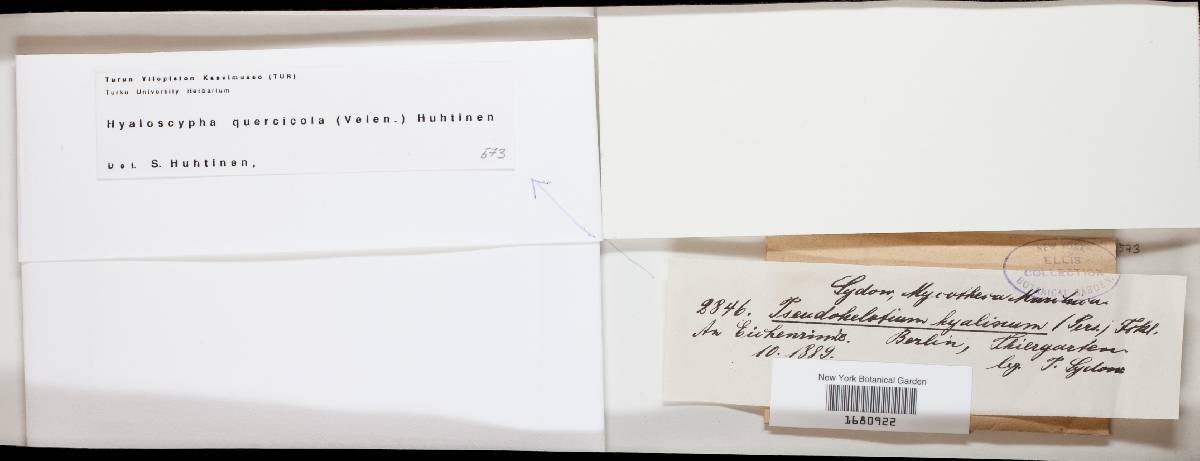 Turun Yliopiston Kasvimuseo (TUR)
Turku University Herbarium
Hyaloscypha quercicola (Velen.) Huhtinen
Det. S. Huhtinen,
573
573
NEW YORK
ELLIS
COLLECTION
BOTANICAL GARDEN.
Sydow, Mycotheca Marchica
2846. Pseudohelotium hyalinum (Pers.) Fckl.
An Eichenrinde. Berlin, Thiergarten
10. 1889. leg. P. Sydow
New York Botanical Garden
1680922